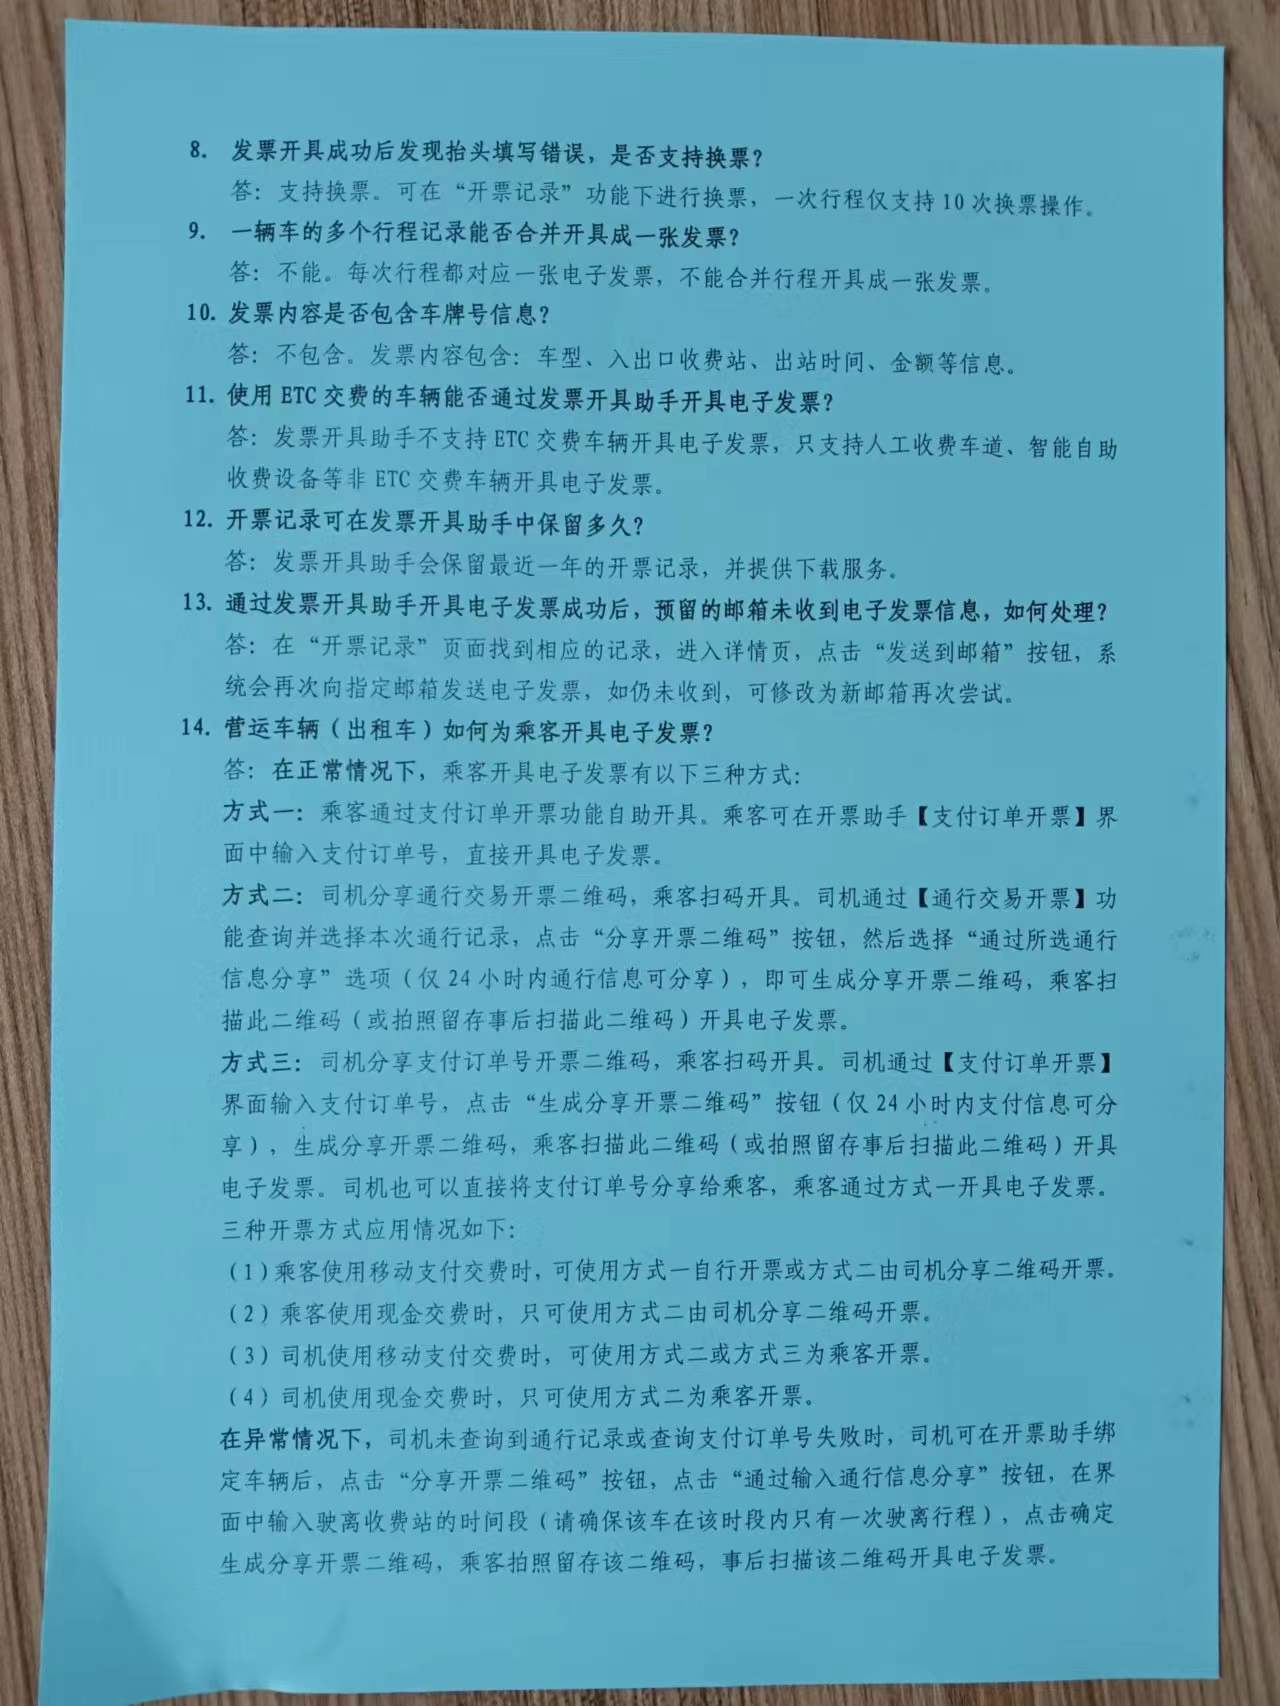 8. 发票开具成功后发现抬头填写错误，是否支持换票？
答：支持换票。可在“开票记录”功能下进行换票，一次行程仅支持10次换票操作。
9. 一辆车的多个行程记录能否合并开具成一张发票？
答：不能。每次行程都对应一张电子发票，不能合并行程开具成一张发票。
10. 发票内容是否包含车牌号信息？
答：不包含。发票内容包含：车型、入出口收费站、出站时间、金额等信息。
11. 使用ETC交费的车辆能否通过发票开具助手开具电子发票？
答：发票开具助手不支持ETC交费车辆开具电子发票，只支持人工收费车道、智能自助
收费设备等非ETC交费车辆开具电子发票。
12. 开票记录可在发票开具助手中保留多久？
答：发票开具助手会保留最近一年的开票记录，并提供下载服务。
13. 通过发票开具助手开具电子发票成功后，预留的邮箱未收到电子发票信息，如何处理？
答：在“开票记录”页面找到相应的记录，进入详情页，点击“发送到邮箱”按钮，系
统会再次向指定邮箱发送电子发票，如仍未收到，可修改为新邮箱再次尝试。
14. 营运车辆（出租车）如何为乘客开具电子发票？
答：在正常情况下，乘客开具电子发票有以下三种方式：
方式一：乘客通过支付订单开票功能自助开具。乘客可在开票助手【支付订单开票】界
面中输入支付订单号，直接开具电子发票。
方式二：司机分享通行交易开票二维码，乘客扫码开具。司机通过【通行交易开票】功
能查询并选择本次通行记录，点击“分享开票二维码”按钮，然后选择“通过所选通行
信息分享”选项（仅24小时内通行信息可分享），即可生成分享开票二维码，乘客扫
描此二维码（或拍照留存事后扫描此二维码）开具电子发票。
方式三：司机分享支付订单号开票二维码，乘客扫码开具。司机通过【支付订单开票】
界面输入支付订单号，点击“生成分享开票二维码”按钮（仅24小时内支付信息可分
享），生成分享开票二维码，乘客扫描此二维码（或拍照留存事后扫描此二维码）开具
电子发票。司机也可以直接将支付订单号分享给乘客，乘客通过方式一开具电子发票。
三种开票方式应用情况如下：
（1）乘客使用移动支付交费时，可使用方式一自行开票或方式二由司机分享二维码开票。
（2）乘客使用现金交费时，只可使用方式二由司机分享二维码开票。
（3）司机使用移动支付交费时，可使用方式二或方式三为乘客开票。
（4）司机使用现金交费时，只可使用方式二为乘客开票。
在异常情况下，司机未查询到通行记录或查询支付订单号失败时，司机可在开票助手绑
定车辆后，点击“分享开票二维码”按钮，点击“通过输入通行信息分享”按钮，在界
面中输入驶离收费站的时间段（请确保该车在该时段内只有一次驶离行程），点击确定
生成分享开票二维码，乘客拍照留存该二维码，事后扫描该二维码开具电子发票。